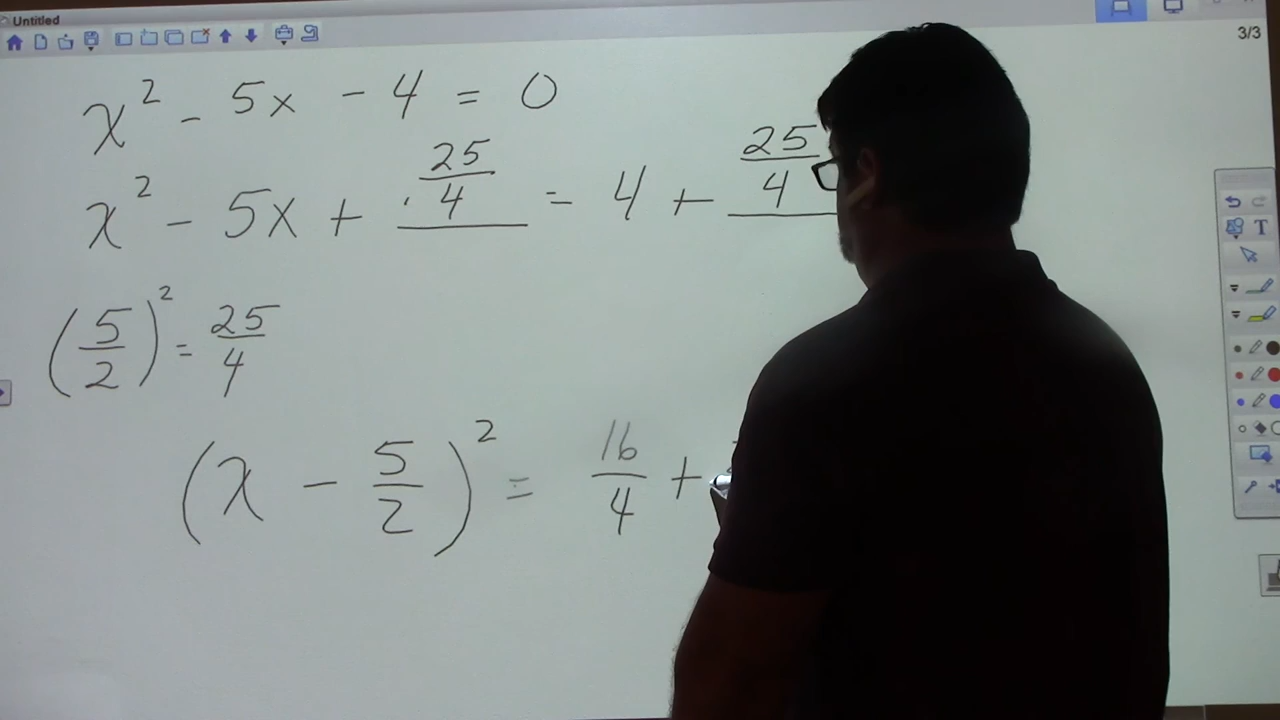 Untitled
3/3
x² - 5x - 4 = 0
x² - 5x + 25/4 = 4 + 25/4
(5/2)² = 25/4
(x - 5/2)² = 16/4 +
T